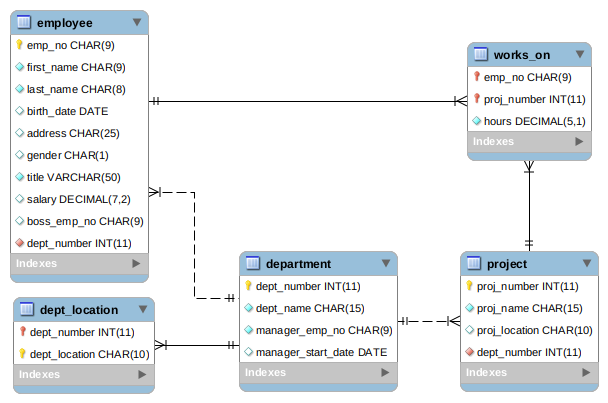 employee
emp_no CHAR(9)
first_name CHAR(9)
last_name CHAR(8)
birth_date DATE
address CHAR(25)
gender CHAR(1)
title VARCHAR(50)
salary DECIMAL(7,2)
boss_emp_no CHAR(9)
dept_number INT(11)
Indexes
works_on
emp_no CHAR(9)
proj_number INT(11)
hours DECIMAL(5,1)
Indexes
department
dept_number INT(11)
dept_name CHAR(15)
manager_emp_no CHAR(9)
manager_start_date DATE
Indexes
project
proj_number INT(11)
proj_name CHAR(15)
proj_location CHAR(10)
dept_number INT(11)
Indexes
dept_location
dept_number INT(11)
dept_location CHAR(10)
Indexes